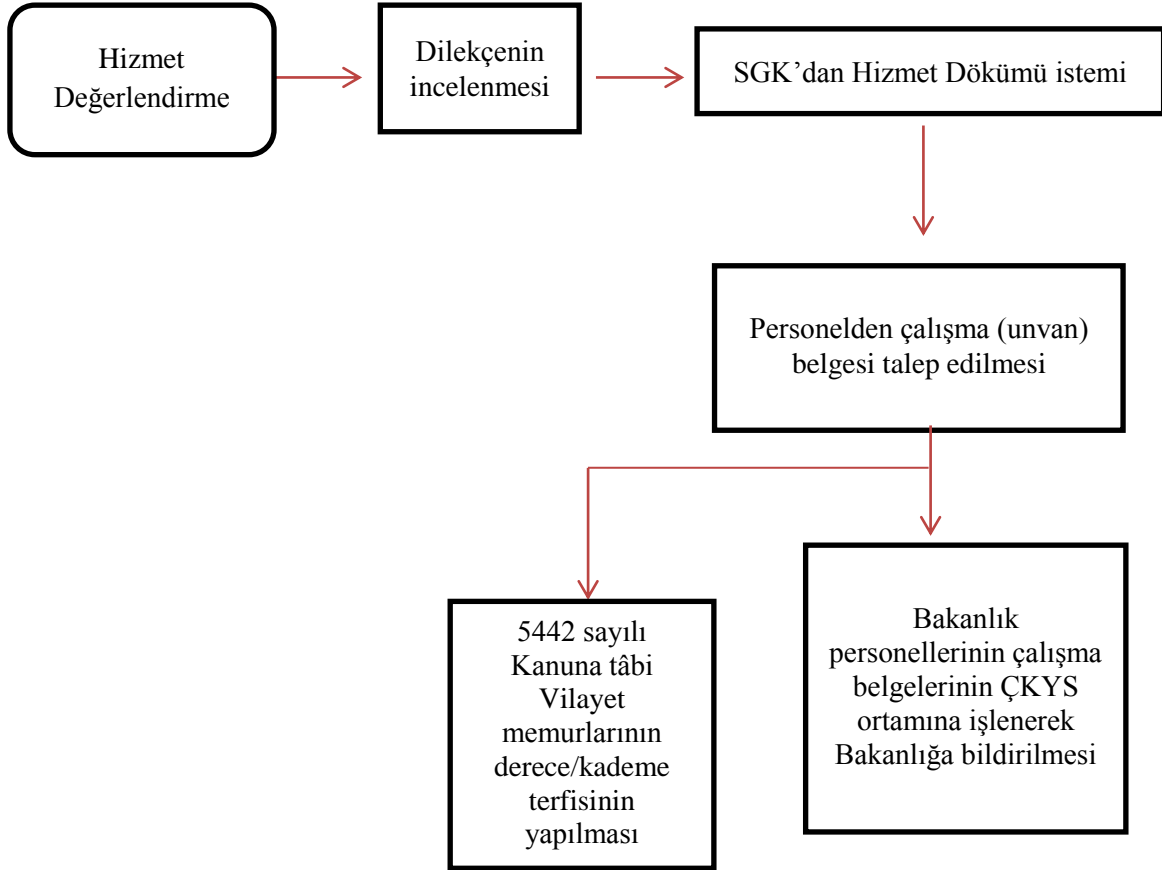 Hizmet
Değerlendirme
Dilekçenin
incelenmesi
SGK’dan Hizmet Dökümü istemi
Personelden çalışma (unvan)
belgesi talep edilmesi
5442 sayılı
Kanuna tâbi
Vilayet
memurlarının
derece/kademe
terfisinin
yapılması
Bakanlık
personellerinin çalışma
belgelerinin ÇKYS
ortamına işlenerek
Bakanlığa bildirilmesi